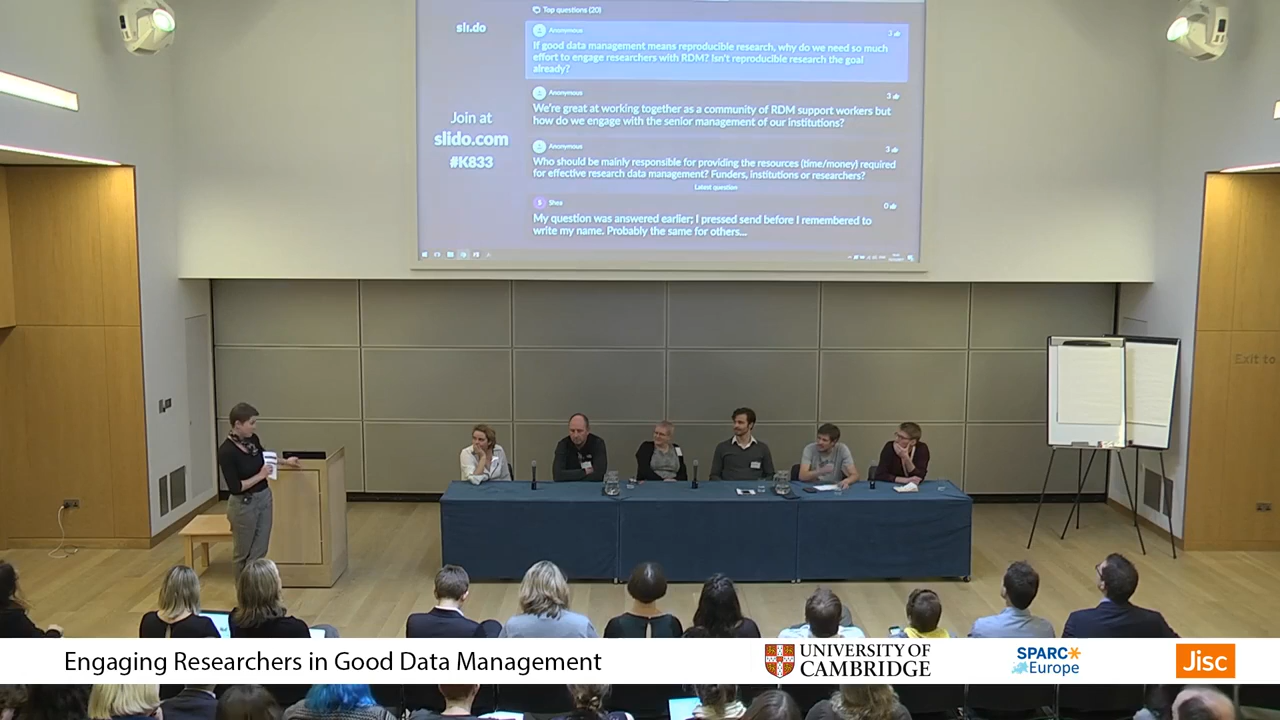 Top questions (20)
sli.do
Anonymous
3
If good data management means reproducible research, why do we need so much
effort to engage researchers with RDM? Isn't reproducible research the goal
already?
Anonymous
3
We're great at working together as a community of RDM support workers but
how do we engage with the senior management of our institutions?
Join at
slido.com
#K833
Anonymous
3
Who should be mainly responsible for providing the resources (time/money) required
for effective research data management? Funders, institutions or researchers?
Latest question
S
Shea
0
My question was answered earlier; I pressed send before I remembered to
write my name. Probably the same for others...
Exit to
Engaging Researchers in Good Data Management
UNIVERSITY OF
CAMBRIDGE
SPARC
Europe
Jisc